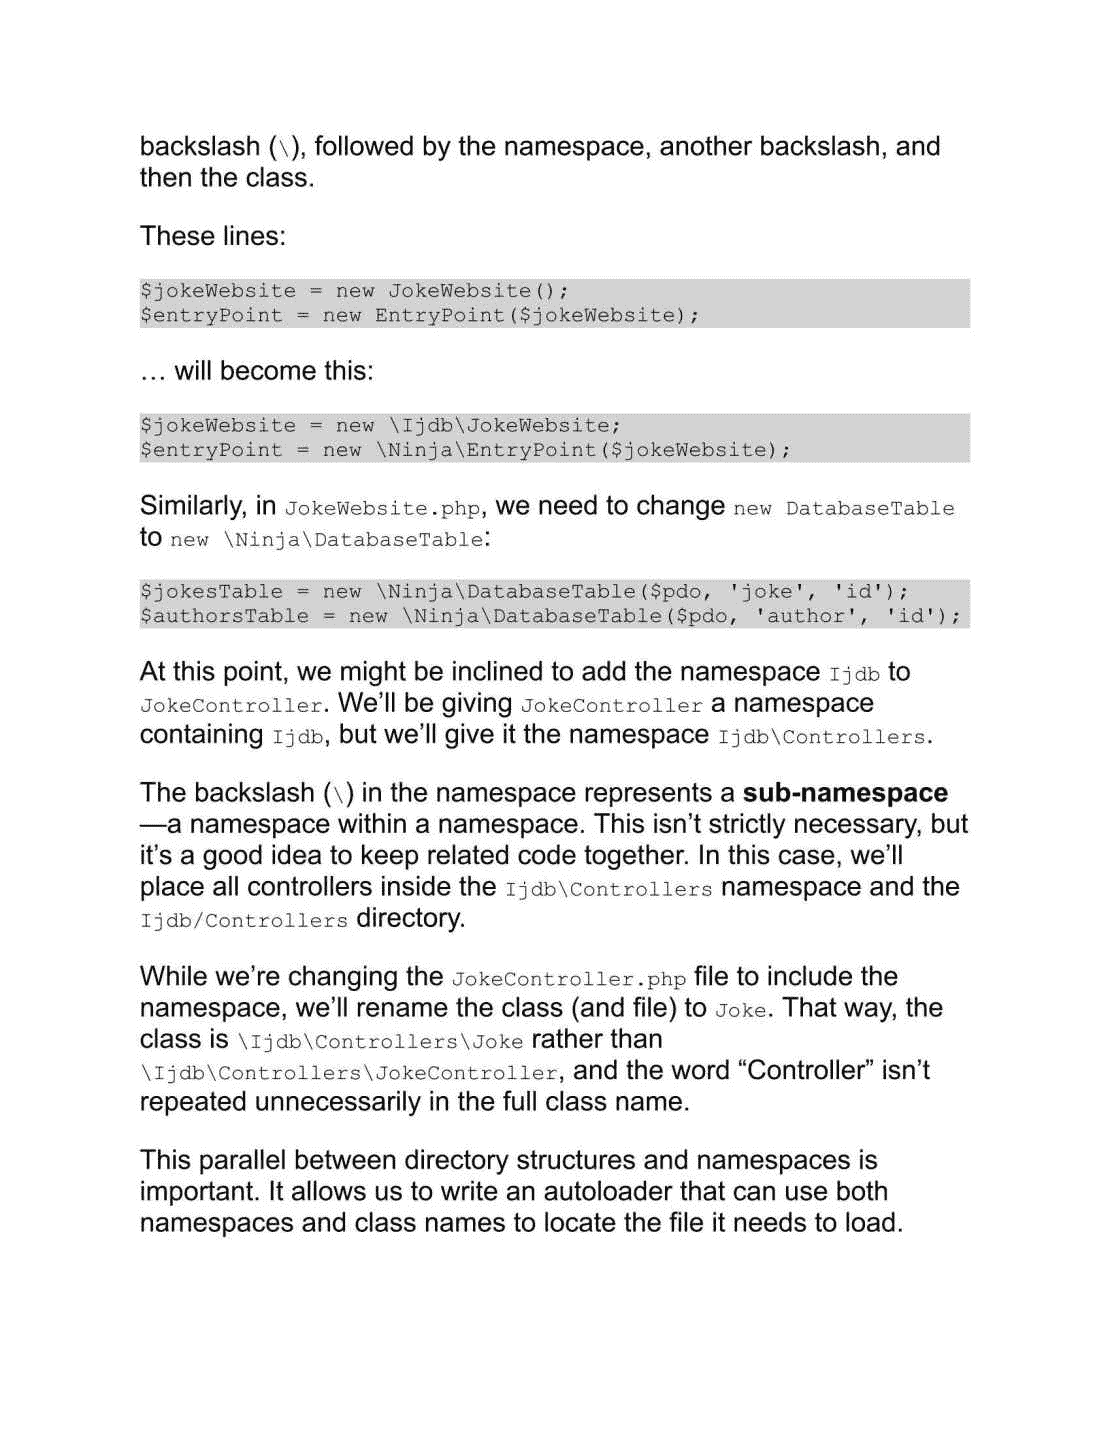 backslash (\), followed by the namespace, another backslash, and
then the class.
These lines:
$jokeWebsite = new JokeWebsite();
$entryPoint = new EntryPoint($jokeWebsite);
… will become this:
$jokeWebsite = new \Ijdb\JokeWebsite;
$entryPoint = new \Ninja\EntryPoint($jokeWebsite);
Similarly, in JokeWebsite.php, we need to change new DatabaseTable
to new \Ninja\DatabaseTable:
$jokesTable = new \Ninja\DatabaseTable($pdo, 'joke', 'id');
$authorsTable = new \Ninja\DatabaseTable($pdo, 'author', 'id');
At this point, we might be inclined to add the namespace Ijdb to
JokeController. We’ll be giving JokeController a namespace
containing Ijdb, but we’ll give it the namespace Ijdb\Controllers.
The backslash (\) in the namespace represents a sub-namespace
—a namespace within a namespace. This isn’t strictly necessary, but
it’s a good idea to keep related code together. In this case, we’ll
place all controllers inside the Ijdb\Controllers namespace and the
Ijdb/Controllers directory.
While we’re changing the JokeController.php file to include the
namespace, we’ll rename the class (and file) to Joke. That way, the
class is \Ijdb\Controllers\Joke rather than
\Ijdb\Controllers\JokeController, and the word “Controller” isn’t
repeated unnecessarily in the full class name.
This parallel between directory structures and namespaces is
important. It allows us to write an autoloader that can use both
namespaces and class names to locate the file it needs to load.